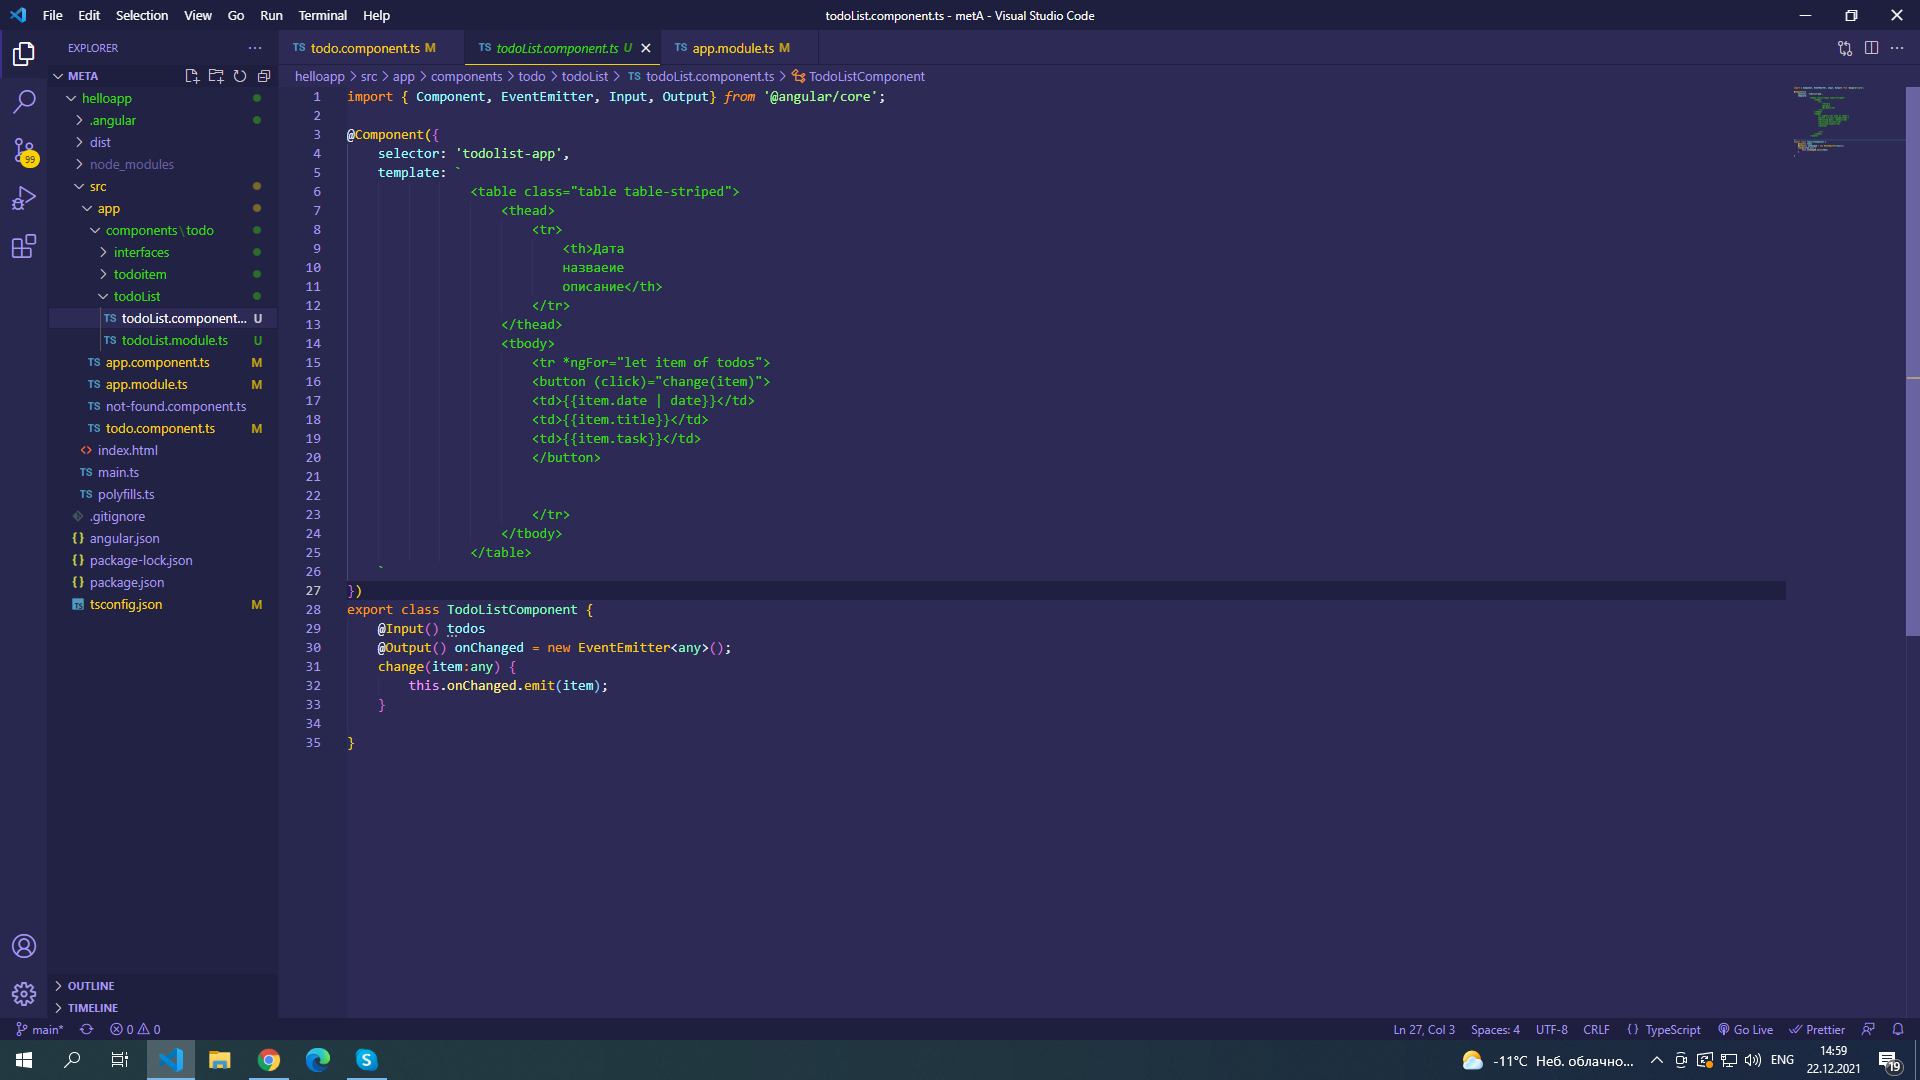 File Edit Selection View Go Run Terminal Help
todoList.component.ts - metA - Visual Studio Code
EXPLORER
META
helloapp
.angular
dist
node_modules
src
app
components \ todo
interfaces
todoitem
todoList
TS todoList.component... U
TS todoList.module.ts U
TS app.component.ts M
TS app.module.ts M
TS not-found.component.ts
TS todo.component.ts M
<> index.html
TS main.ts
TS polyfills.ts
.gitignore
{} angular.json
{} package-lock.json
{} package.json
TS tsconfig.json M
OUTLINE
TIMELINE
99
TS todo.component.ts M
TS todoList.component.ts U
TS app.module.ts M
helloapp > src > app > components > todo > todoList > TS todoList.component.ts > TodoListComponent
1 import { Component, EventEmitter, Input, Output} from '@angular/core';
2
3 @Component({
4 selector: 'todolist-app',
5 template: `
6 <table class="table table-striped">
7 <thead>
8 <tr>
9 <th>Дата
10 назваеие
11 описание</th>
12 </tr>
13 </thead>
14 <tbody>
15 <tr *ngFor="let item of todos">
16 <button (click)="change(item)">
17 <td>{{item.date | date}}</td>
18 <td>{{item.title}}</td>
19 <td>{{item.task}}</td>
20 </button>
21
22
23 </tr>
24 </tbody>
25 </table>
26 `
27 })
28 export class TodoListComponent {
29 @Input() todos
30 @Output() onChanged = new EventEmitter<any>();
31 change(item:any) {
32 this.onChanged.emit(item);
33 }
34
35 }
main* 0 0
Ln 27, Col 3 Spaces: 4 UTF-8 CRLF {} TypeScript Go Live Prettier
-11°C Неб. облачно... ENG
14:59
22.12.2021
19